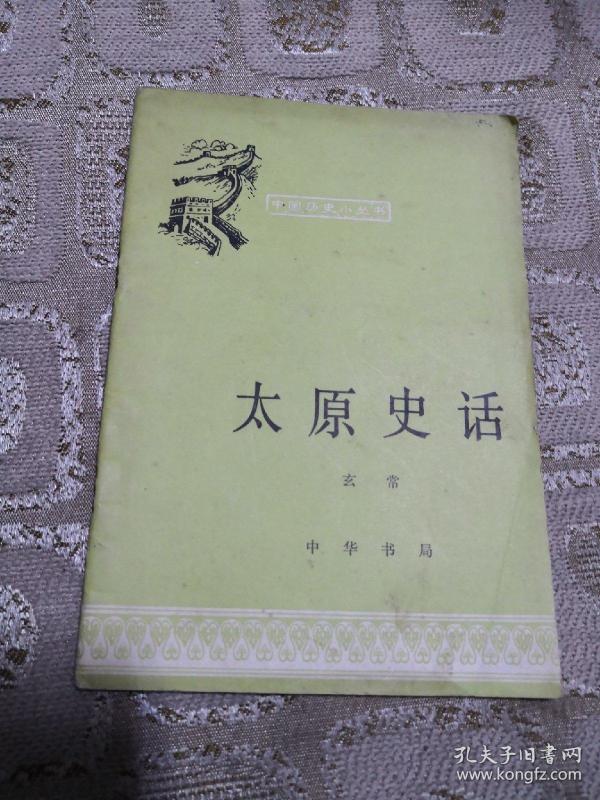 中国历史小丛书
太原史话
玄常
中华书局
孔夫子旧書网
www.kongfz.com